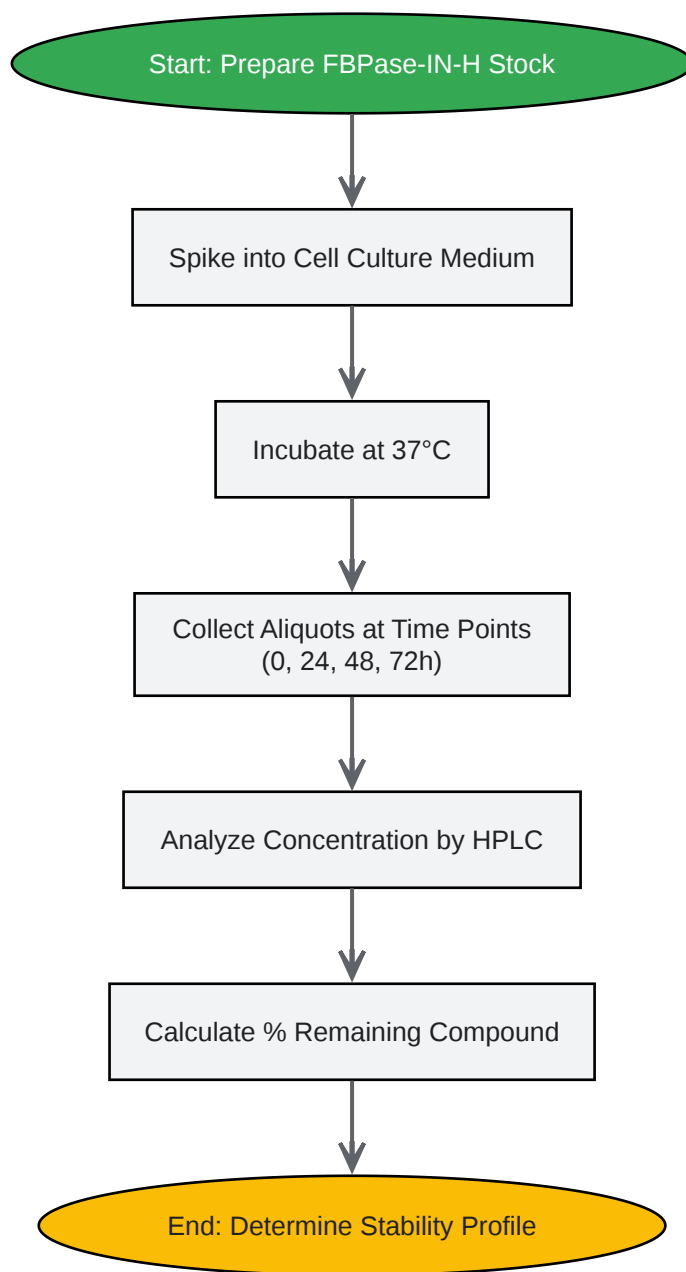 Start: Prepare FBPase-IN-H Stock
Spike into Cell Culture Medium
Incubate at 37°C
Collect Aliquots at Time Points
(0, 24, 48, 72h)
Analyze Concentration by HPLC
Calculate % Remaining Compound
End: Determine Stability Profile